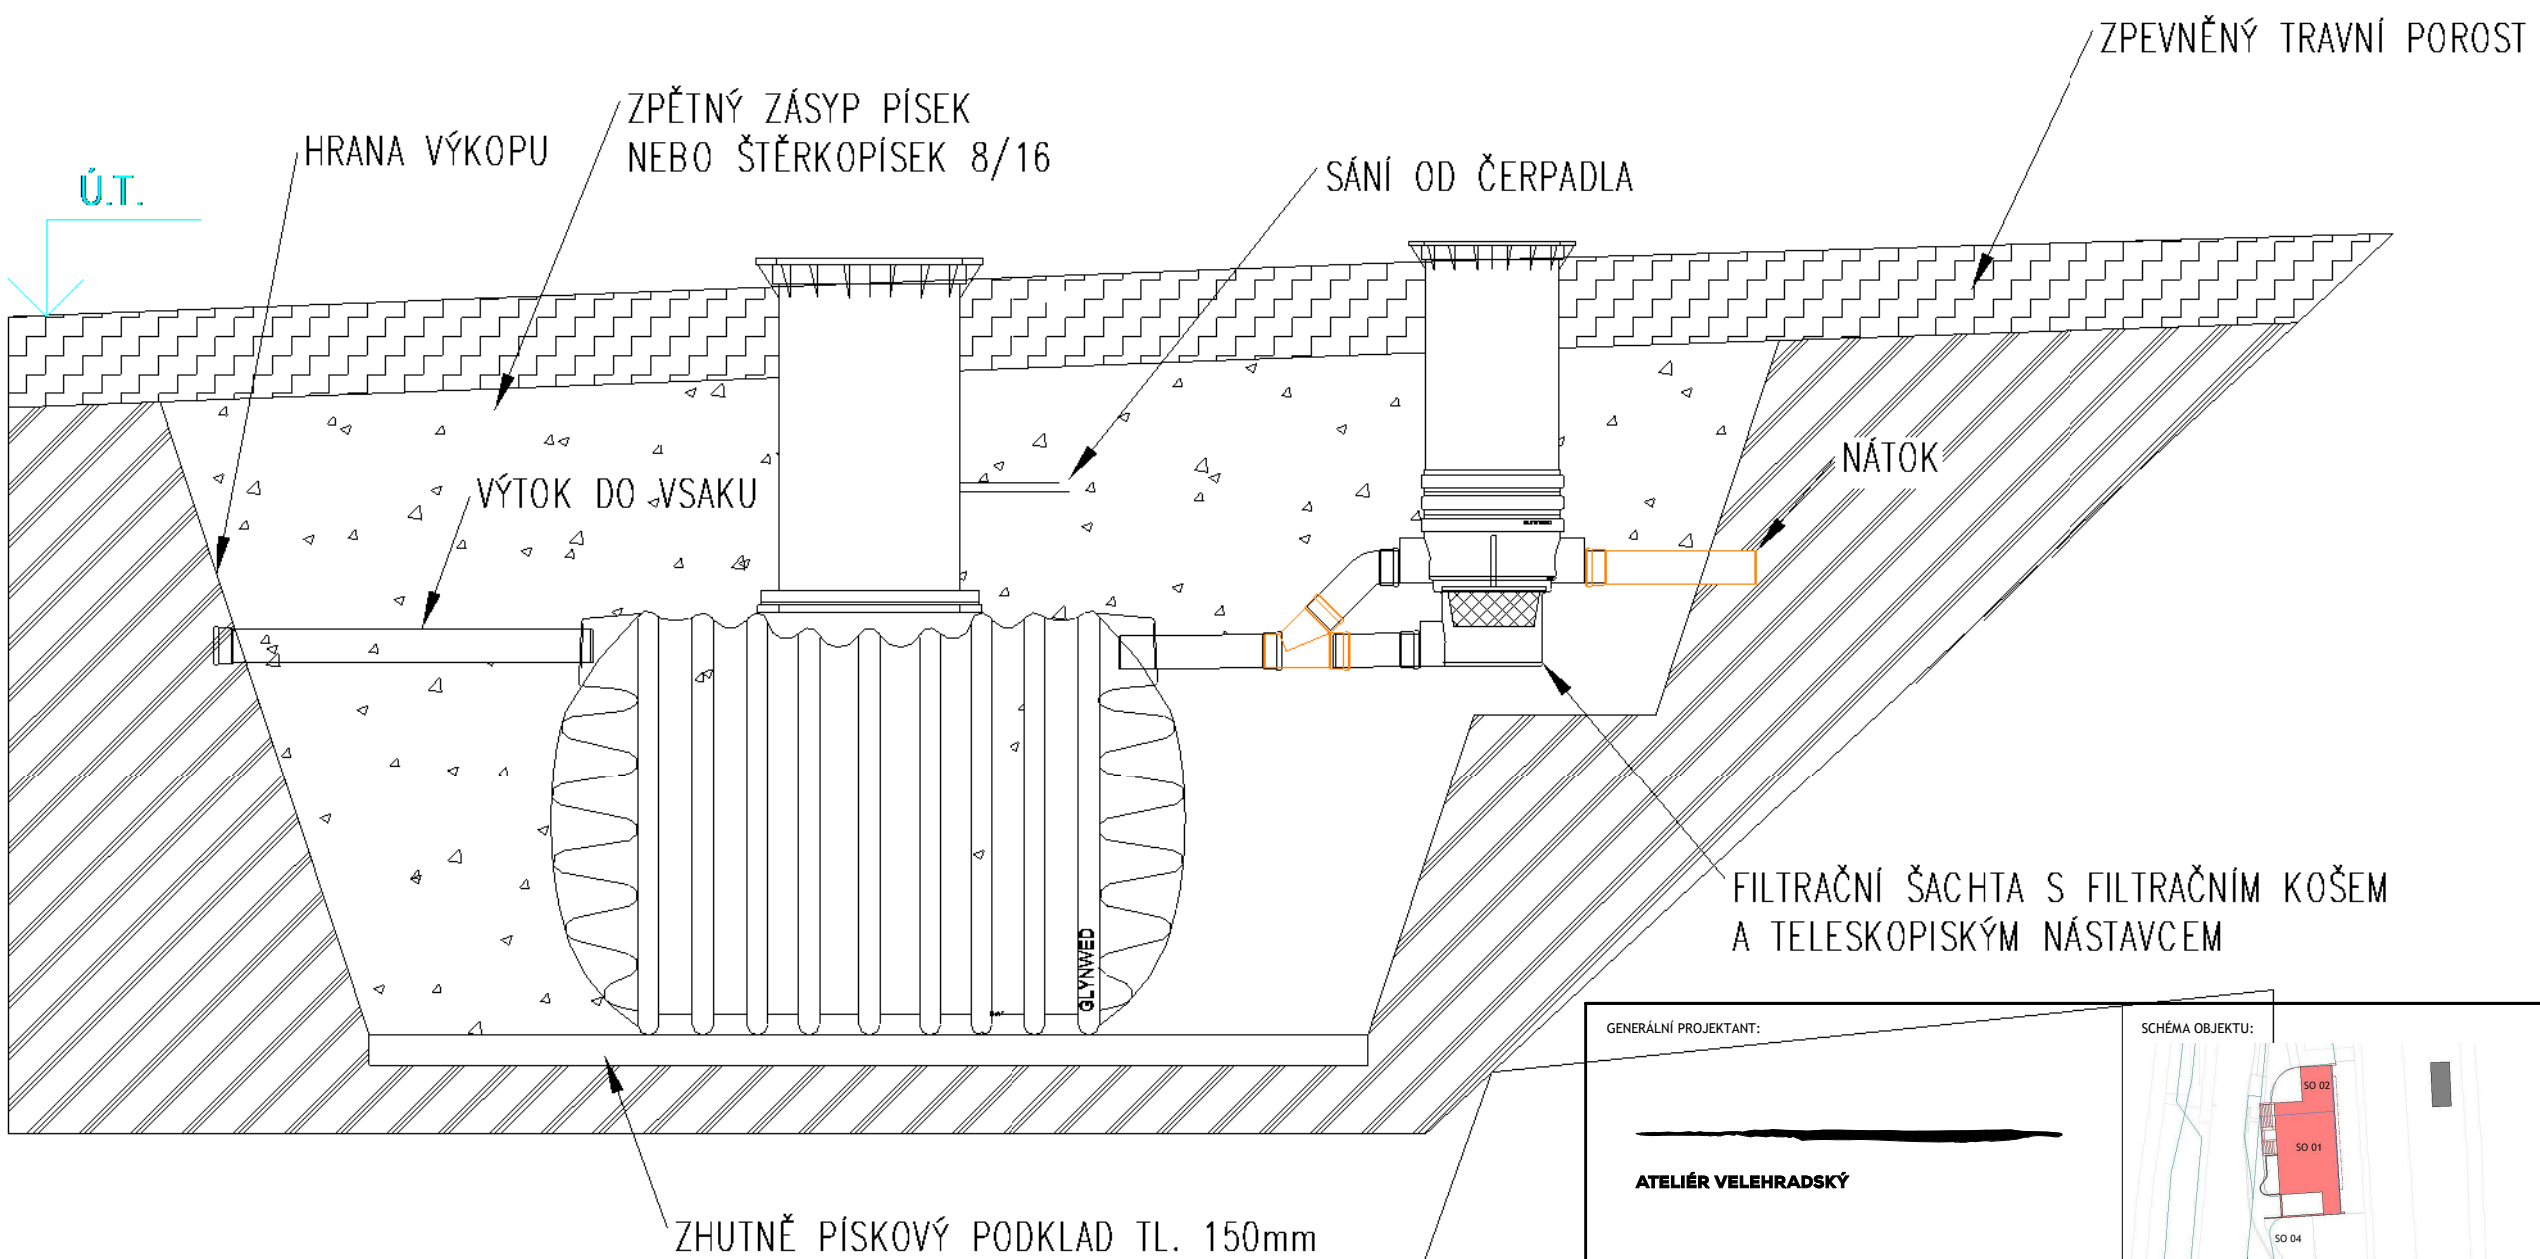 ZPEVNĚNÝ TRAVNÍ POROST
ZPĚTNÝ ZÁSYP PÍSEK
NEBO ŠTĚRKOPÍSEK 8/16
HRANA VÝKOPU
SÁNÍ OD ČERPADLA
Ú.T.
NÁTOK
VÝTOK DO VSAKU
FILTRAČNÍ ŠACHTA S FILTRAČNÍM KOŠEM
A TELESKOPISKÝM NÁSTAVCEM
GLYNWED
GENERÁLNÍ PROJEKTANT:
SCHÉMA OBJEKTU:
SO 02
SO 01
ATELIÉR VELEHRADSKÝ
SO 04
ZHUTNĚ PÍSKOVÝ PODKLAD TL. 150mm